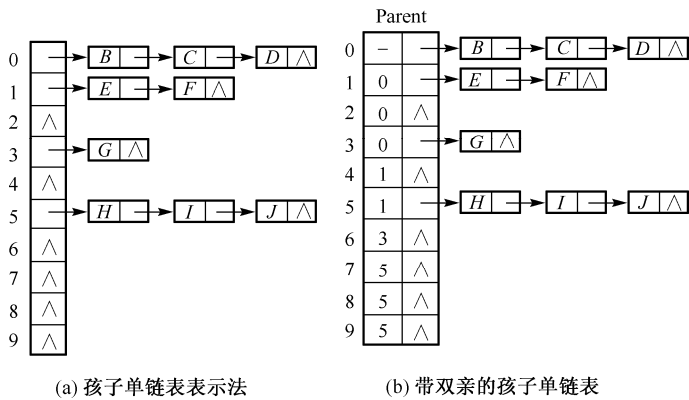 Parent
0 B C D ∧
1 E F ∧
2 ∧
3 G ∧
4 ∧
5 H I J ∧
6 ∧
7 ∧
8 ∧
9 ∧
(a) 孩子单链表表示法
0 – B C D ∧
1 0 E F ∧
2 0 ∧
3 0 G ∧
4 1 ∧
5 1 H I J ∧
6 3 ∧
7 5 ∧
8 5 ∧
9 5 ∧
(b) 带双亲的孩子单链表